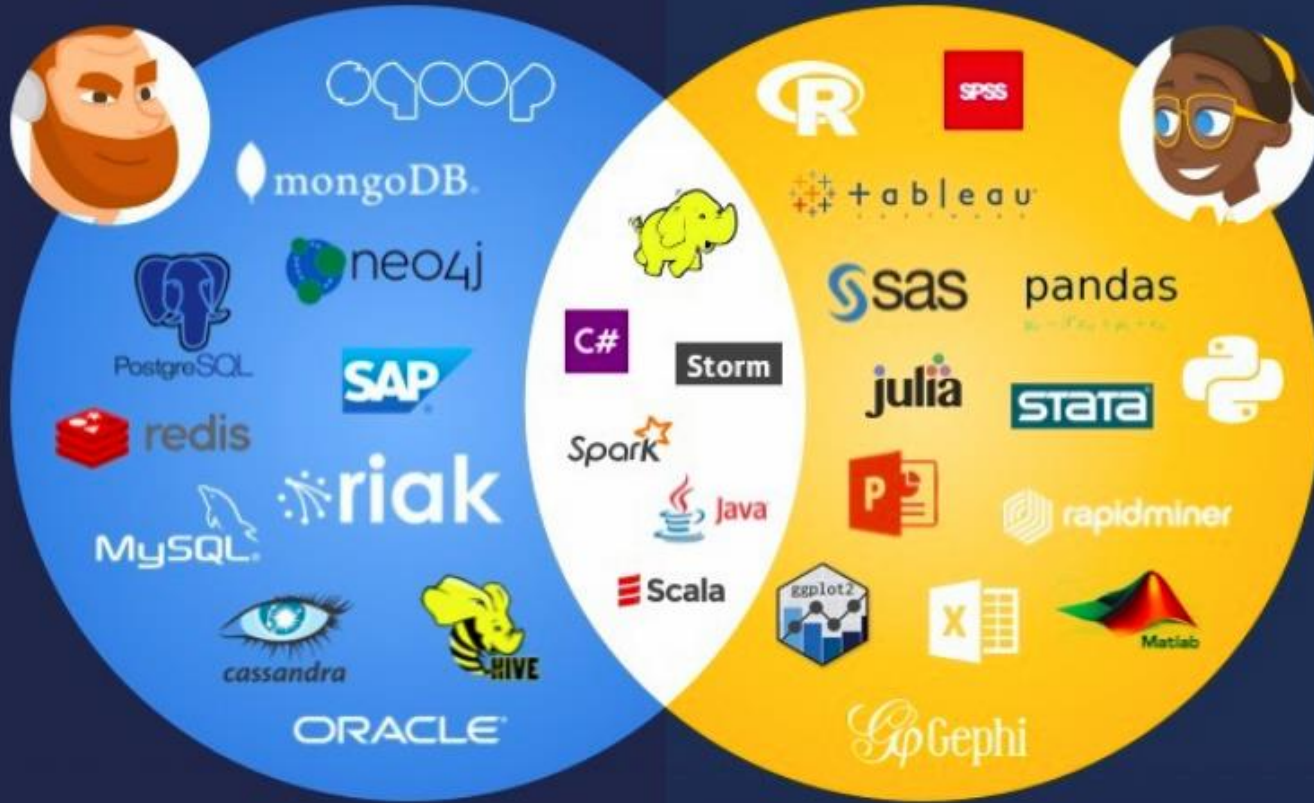 sqoop
SPSS
mongoDB.
+ a b | e a u
neo4j
sas
pandas
PostgreSQL
C#
Storm
SAP
julia
STATA
redis
Spark
riak
Java
P
rapidminer
MySQL
Scala
ggplot2
X
Matlab
cassandra
HIVE
ORACLE
Gephi
R